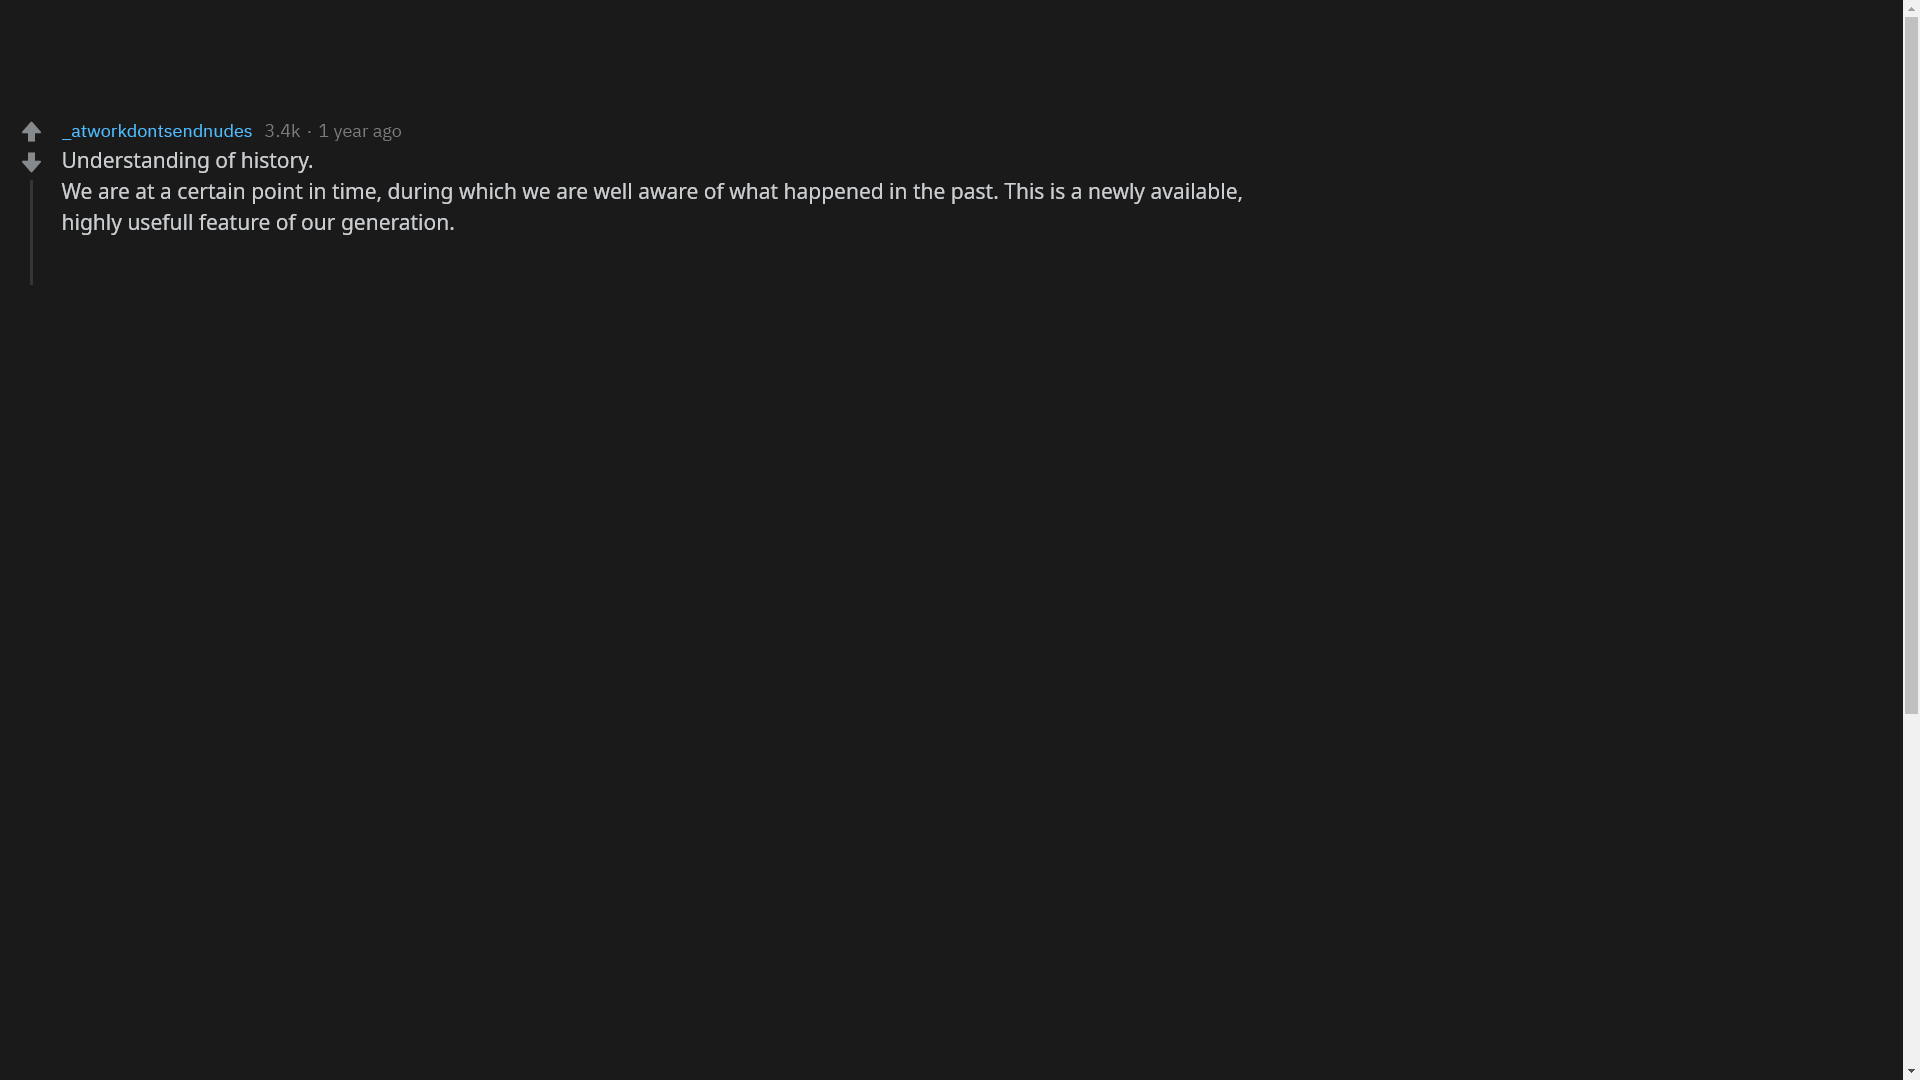 _atworkdontsendnudes 3.4k · 1 year ago
Understanding of history.
We are at a certain point in time, during which we are well aware of what happened in the past. This is a newly available,
highly usefull feature of our generation.